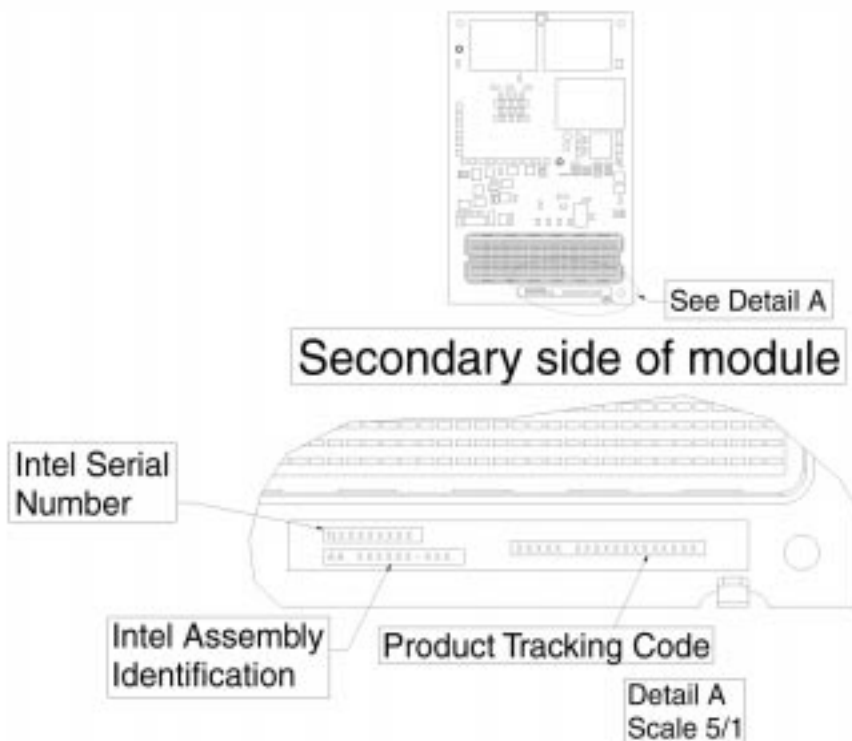 See Detail A
Secondary side of module
Intel Serial
Number
Intel Assembly
Identification
Product Tracking Code
Detail A
Scale 5/1